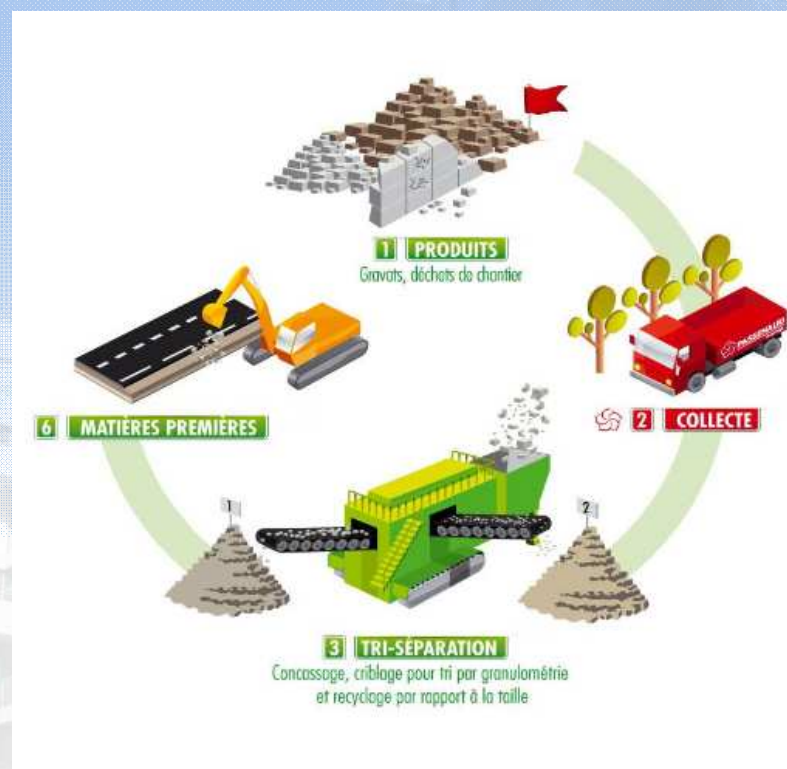 1 PRODUITS
Gravats, déchets de chantier
PASSENAUD
2 COLLECTE
6 MATIÈRES PREMIÈRES
1
2
3 TRI-SÉPARATION
Concassage, criblage pour tri par granulométrie
et recyclage par rapport à la taille